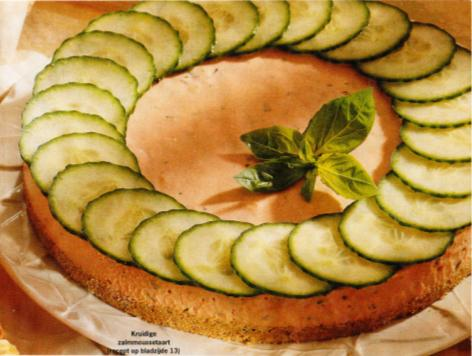 Kruidige
zalmmoussetaart
(recept op bladzijde 13)